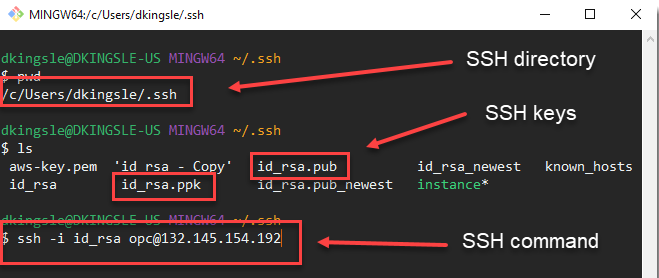 MINGW64:/c/Users/dkingsle/.ssh
dkingsle@DKINGSLE-US MINGW64 ~/.ssh
$ pwd
/c/Users/dkingsle/.ssh
SSH directory
dkingsle@DKINGSLE-US MINGW64 ~/.ssh
SSH keys
$ ls
aws-key.pem 'id_rsa - Copy' id_rsa.pub id_rsa_newest known_hosts
id_rsa id_rsa.ppk id_rsa.pub_newest instance*
dkingsle@DKINGSLE-US MINGW64 ~/.ssh
$ ssh -i id_rsa opc@132.145.154.192
SSH command